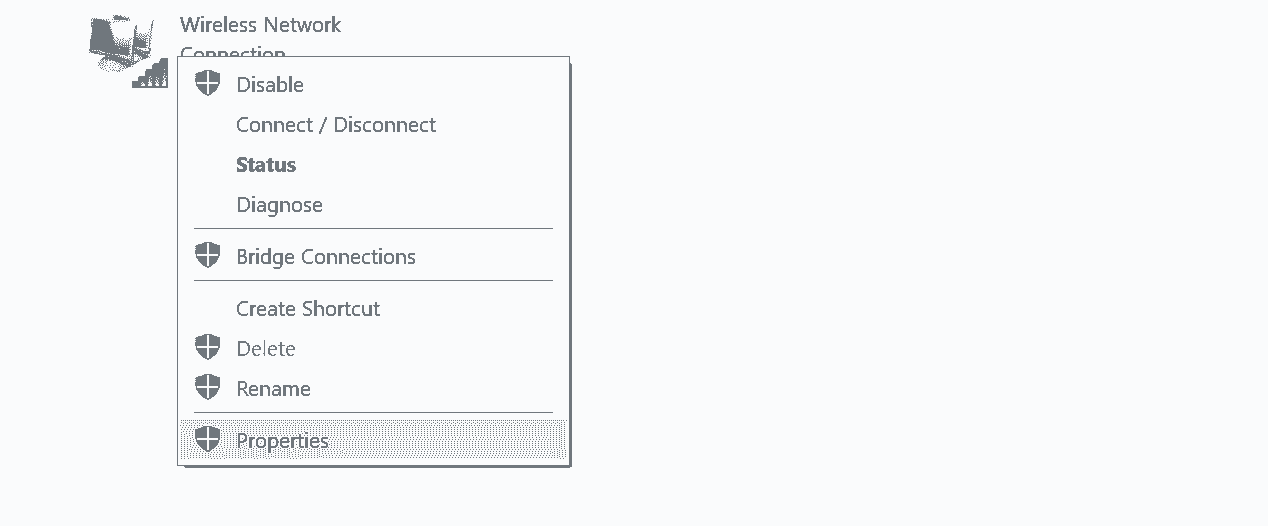 Wireless Network
Connection
Disable
Connect / Disconnect
Status
Diagnose
Bridge Connections
Create Shortcut
Delete
Rename
Properties